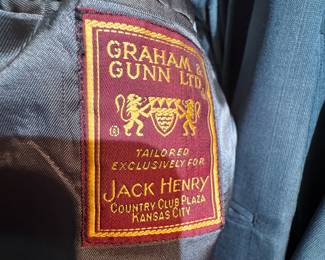 GRAHAM &
GUNN LTD.
TAILORED
EXCLUSIVELY FOR
JACK HENRY
COUNTRY CLUB PLAZA
KANSAS CITY